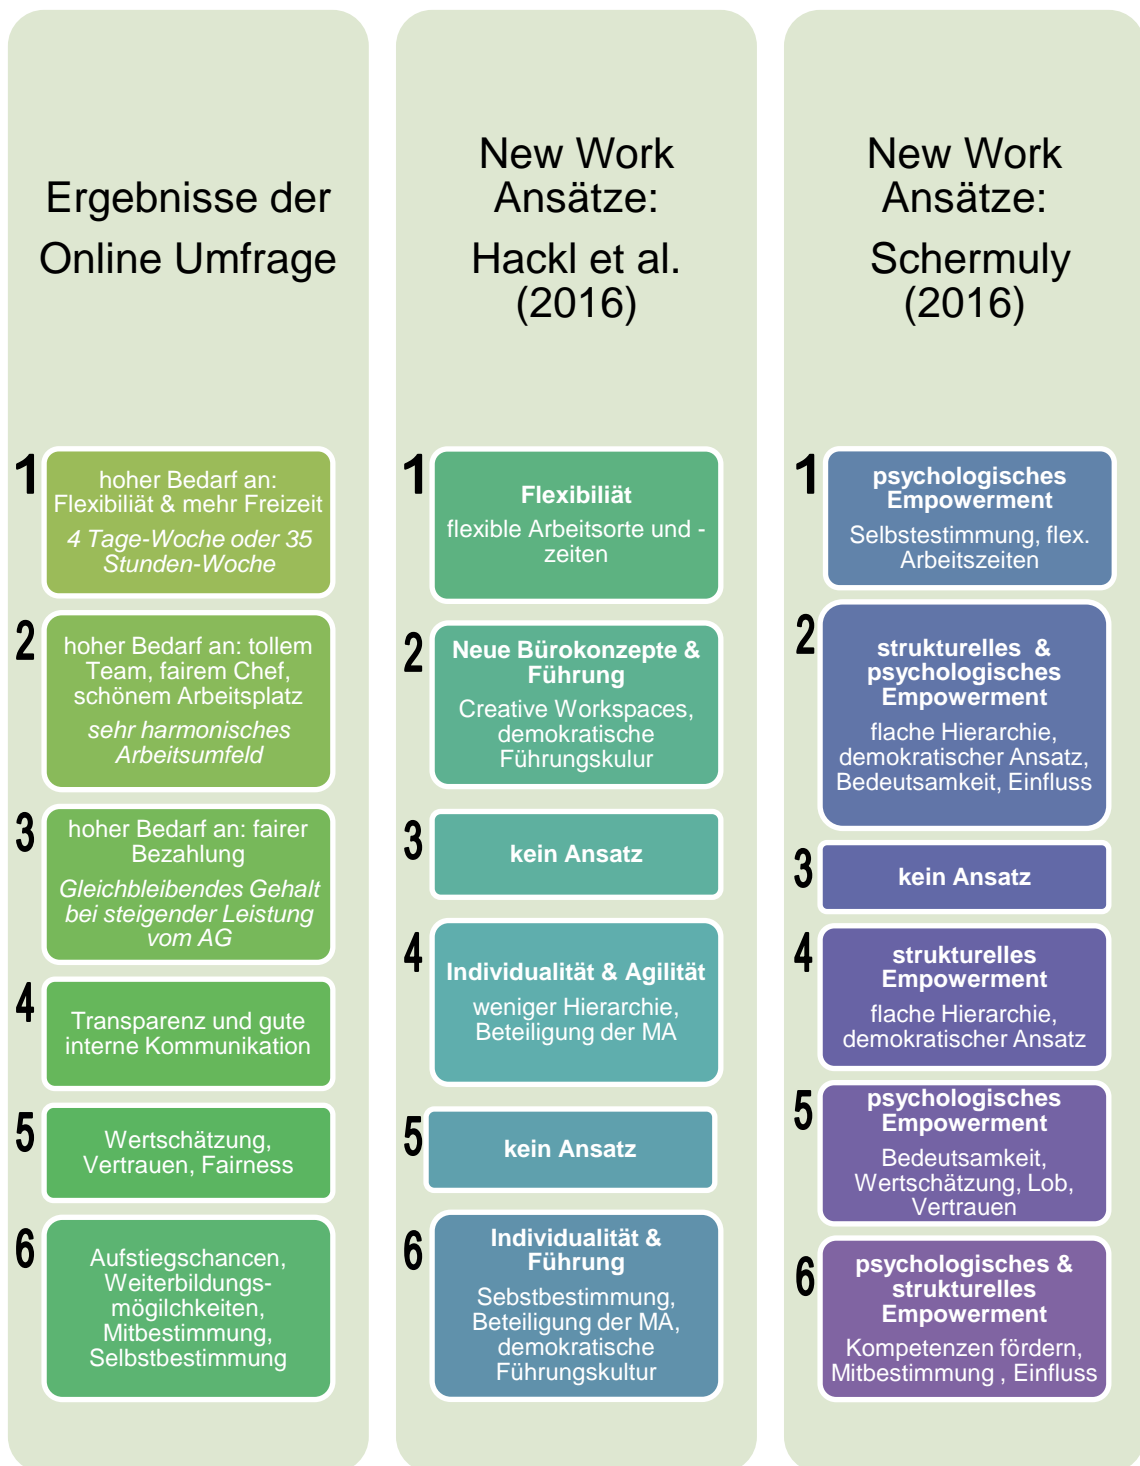 Ergebnisse der
Online Umfrage
1
hoher Bedarf an:
Flexibiliät & mehr Freizeit
4 Tage-Woche oder 35
Stunden-Woche
2
hoher Bedarf an: tollem
Team, fairem Chef,
schönem Arbeitsplatz
sehr harmonisches
Arbeitsumfeld
3
hoher Bedarf an: fairer
Bezahlung
Gleichbleibendes Gehalt
bei steigender Leistung
vom AG
4
Transparenz und gute
interne Kommunikation
5
Wertschätzung,
Vertrauen, Fairness
6
Aufstiegschancen,
Weiterbildungs-
mögilchkeiten,
Mitbestimmung,
Selbstbestimmung
New Work
Ansätze:
Hackl et al.
(2016)
1
Flexibiliät
flexible Arbeitsorte und -
zeiten
2
Neue Bürokonzepte &
Führung
Creative Workspaces,
demokratische
Führungskulur
3
kein Ansatz
4
Individualität & Agilität
weniger Hierarchie,
Beteiligung der MA
5
kein Ansatz
6
Individualität &
Führung
Sebstbestimmung,
Beteiligung der MA,
demokratische
Führungskultur
New Work
Ansätze:
Schermuly
(2016)
1
psychologisches
Empowerment
Selbstestimmung, flex.
Arbeitszeiten
2
strukturelles &
psychologisches
Empowerment
flache Hierarchie,
demokratischer Ansatz,
Bedeutsamkeit, Einfluss
3
kein Ansatz
4
strukturelles
Empowerment
flache Hierarchie,
demokratischer Ansatz
5
psychologisches
Empowerment
Bedeutsamkeit,
Wertschätzung, Lob,
Vertrauen
6
psychologisches &
strukturelles
Empowerment
Kompetenzen fördern,
Mitbestimmung , Einfluss